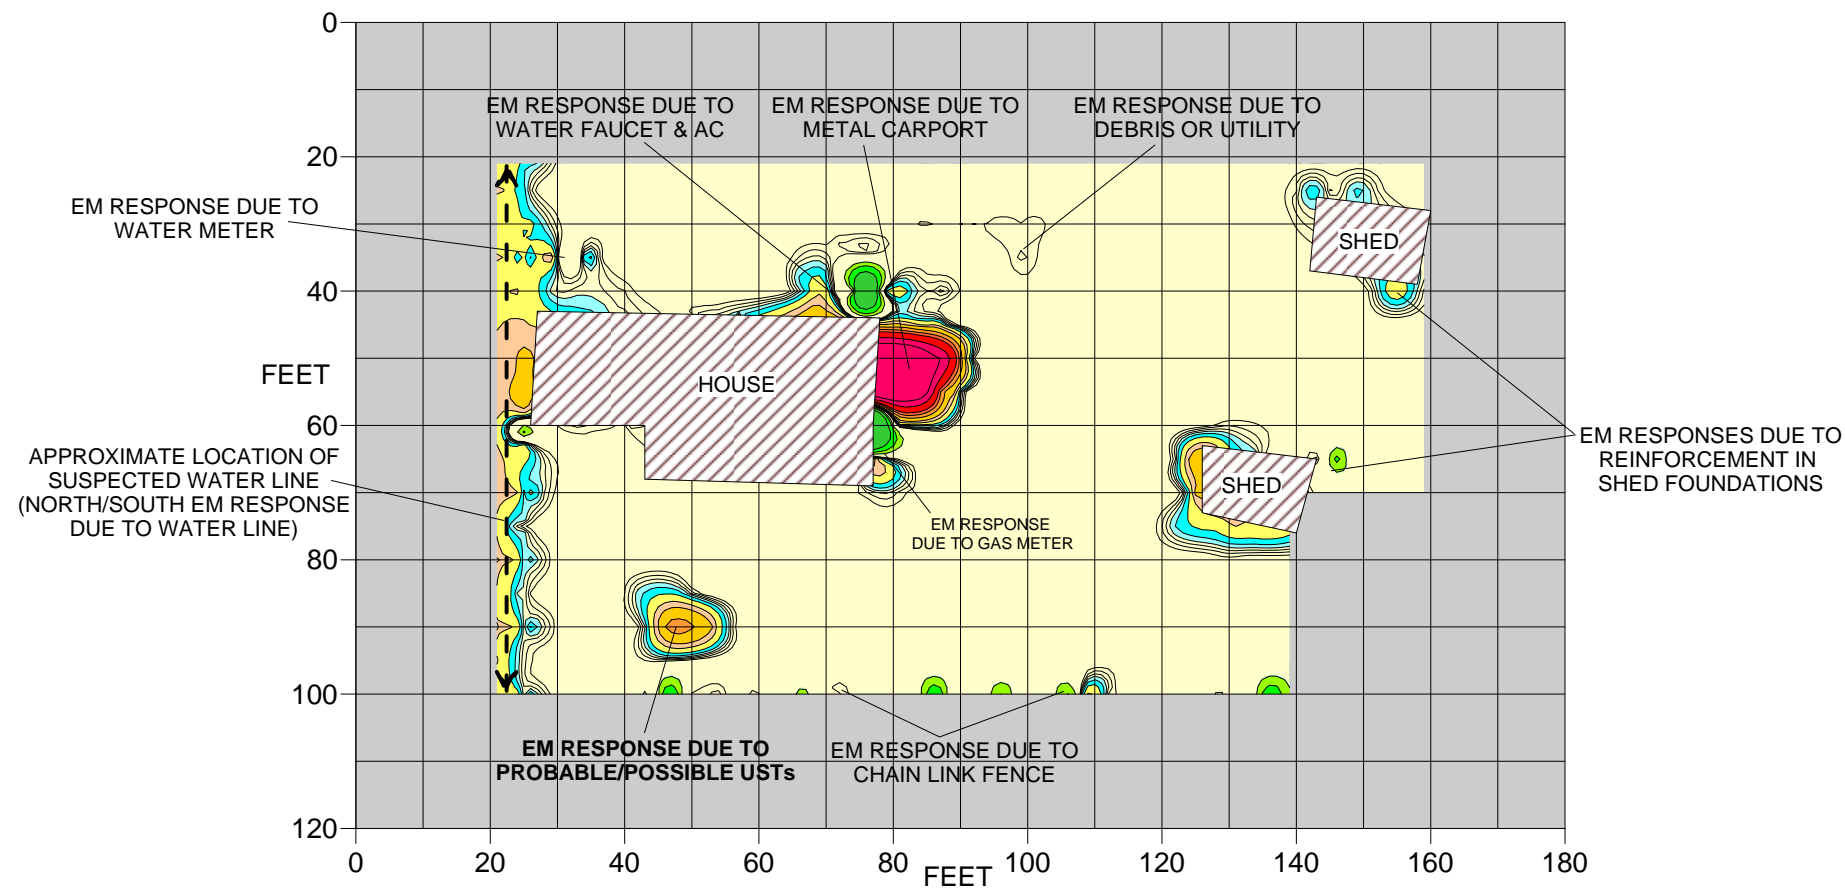 0
20
40
60
80
100
120
FEET
EM RESPONSE DUE TO
WATER FAUCET & AC
EM RESPONSE DUE TO
METAL CARPORT
EM RESPONSE DUE TO
DEBRIS OR UTILITY
EM RESPONSE DUE TO
WATER METER
SHED
HOUSE
APPROXIMATE LOCATION OF
SUSPECTED WATER LINE
(NORTH/SOUTH EM RESPONSE
DUE TO WATER LINE)
SHED
EM RESPONSES DUE TO
REINFORCEMENT IN
SHED FOUNDATIONS
EM RESPONSE
DUE TO GAS METER
EM RESPONSE DUE TO
PROBABLE/POSSIBLE USTs
EM RESPONSE DUE TO
CHAIN LINK FENCE
0
20
40
60
80
100
120
140
160
180
FEET